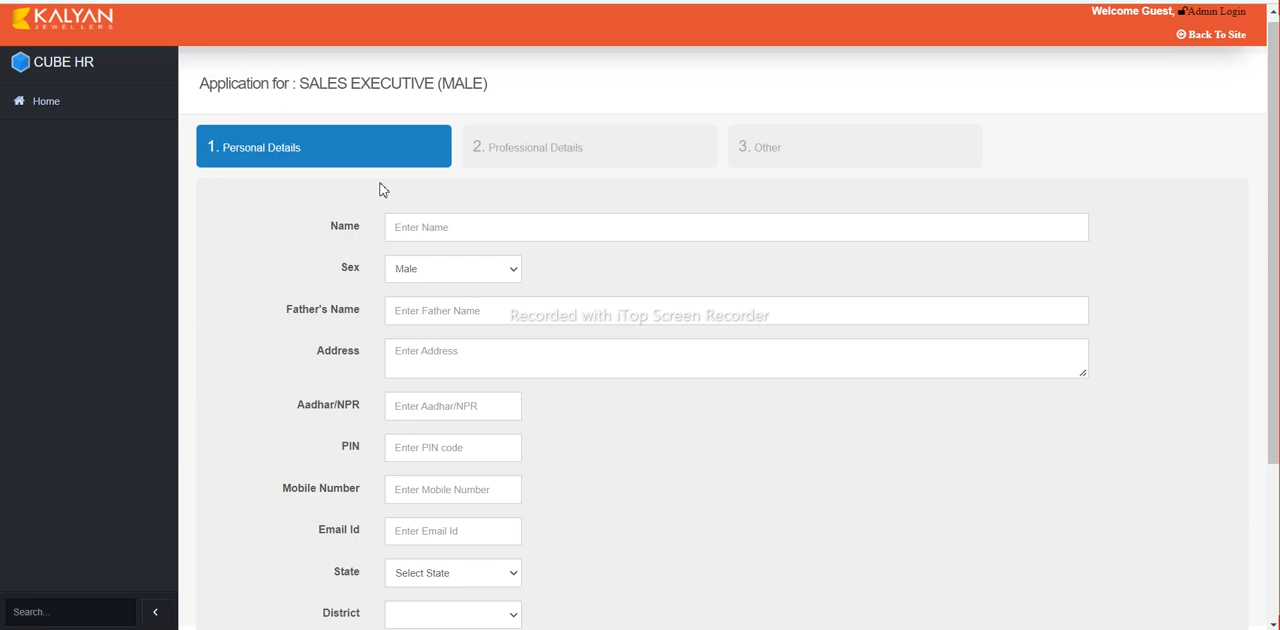 KALYAN
JEWELLERS
Welcome Guest, Admin Login
Back To Site
CUBE HR
Home
Application for : SALES EXECUTIVE (MALE)
1. Personal Details
2. Professional Details
3. Other
Name
Enter Name
Sex
Male
Father's Name
Enter Father Name
Recorded with iTop Screen Recorder
Address
Enter Address
Aadhar/NPR
Enter Aadhar/NPR
PIN
Enter PIN code
Mobile Number
Enter Mobile Number
Email Id
Enter Email Id
State
Select State
District
Search...